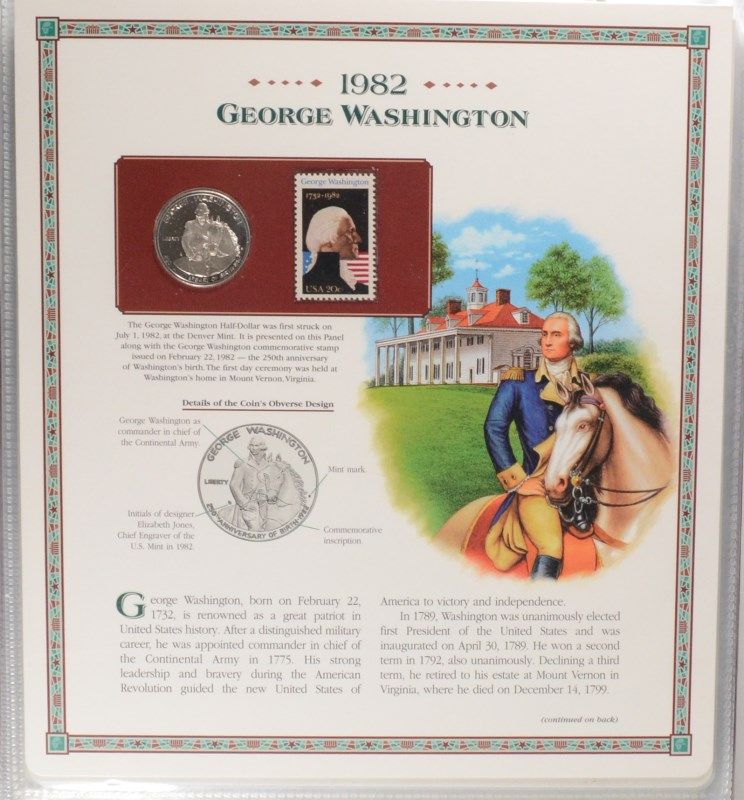 1982
GEORGE WASHINGTON
GEORGE WASHINGTON
LIBERTY
George Washington
1732-1982
USA 20c
The George Washington Half-Dollar was first struck on
July 1, 1982, at the Denver Mint. It is presented on this Panel
along with the George Washington commemorative stamp
issued on February 22, 1982 — the 250th anniversary
of Washington's birth. The first day ceremony was held at
Washington's home in Mount Vernon, Virginia.
Details of the Coin's Obverse Design
George Washington as
commander in chief of
the Continental Army.
GEORGE WASHINGTON
LIBERTY
250TH ANNIVERSARY OF BIRTH 1982
Mint mark.
Initials of designer
Elizabeth Jones,
Chief Engraver of the
U.S. Mint in 1982.
Commemorative
inscription.
George Washington, born on February 22,
1732, is renowned as a great patriot in
United States history. After a distinguished military
career, he was appointed commander in chief of
the Continental Army in 1775. His strong
leadership and bravery during the American
Revolution guided the new United States of
America to victory and independence.
In 1789, Washington was unanimously elected
first President of the United States and was
inaugurated on April 30, 1789. He won a second
term in 1792, also unanimously. Declining a third
term, he retired to his estate at Mount Vernon in
Virginia, where he died on December 14, 1799.
(continued on back)